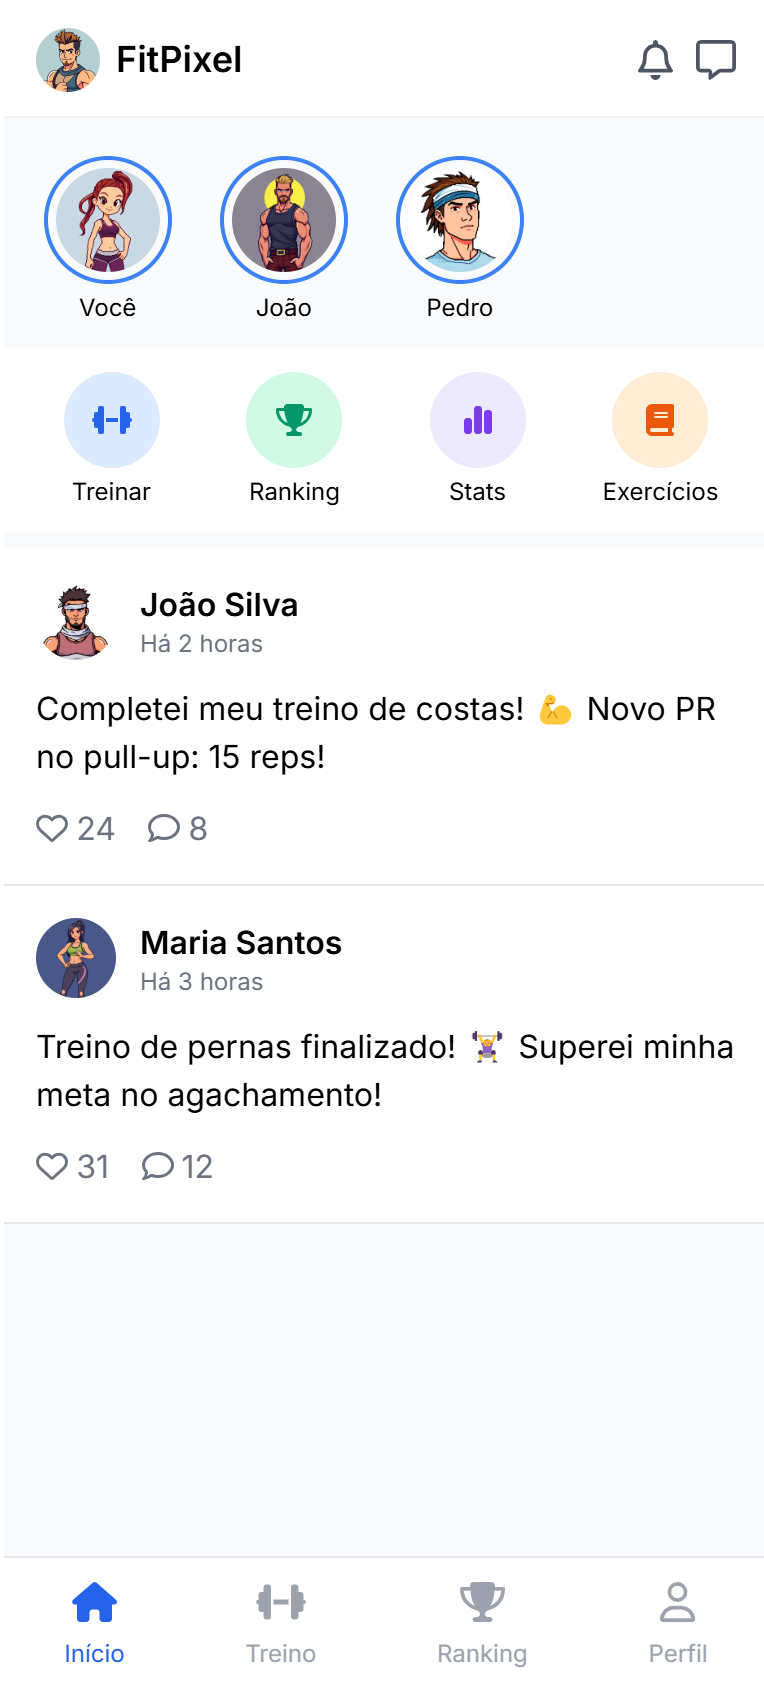 FitPixel
Você
João
Pedro
Treinar
Ranking
Stats
Exercícios
João Silva
Há 2 horas
Completei meu treino de costas! 💪 Novo PR
no pull-up: 15 reps!
24
8
Maria Santos
Há 3 horas
Treino de pernas finalizado! 🏋️‍♀️ Superei minha
meta no agachamento!
31
12
Início
Treino
Ranking
Perfil